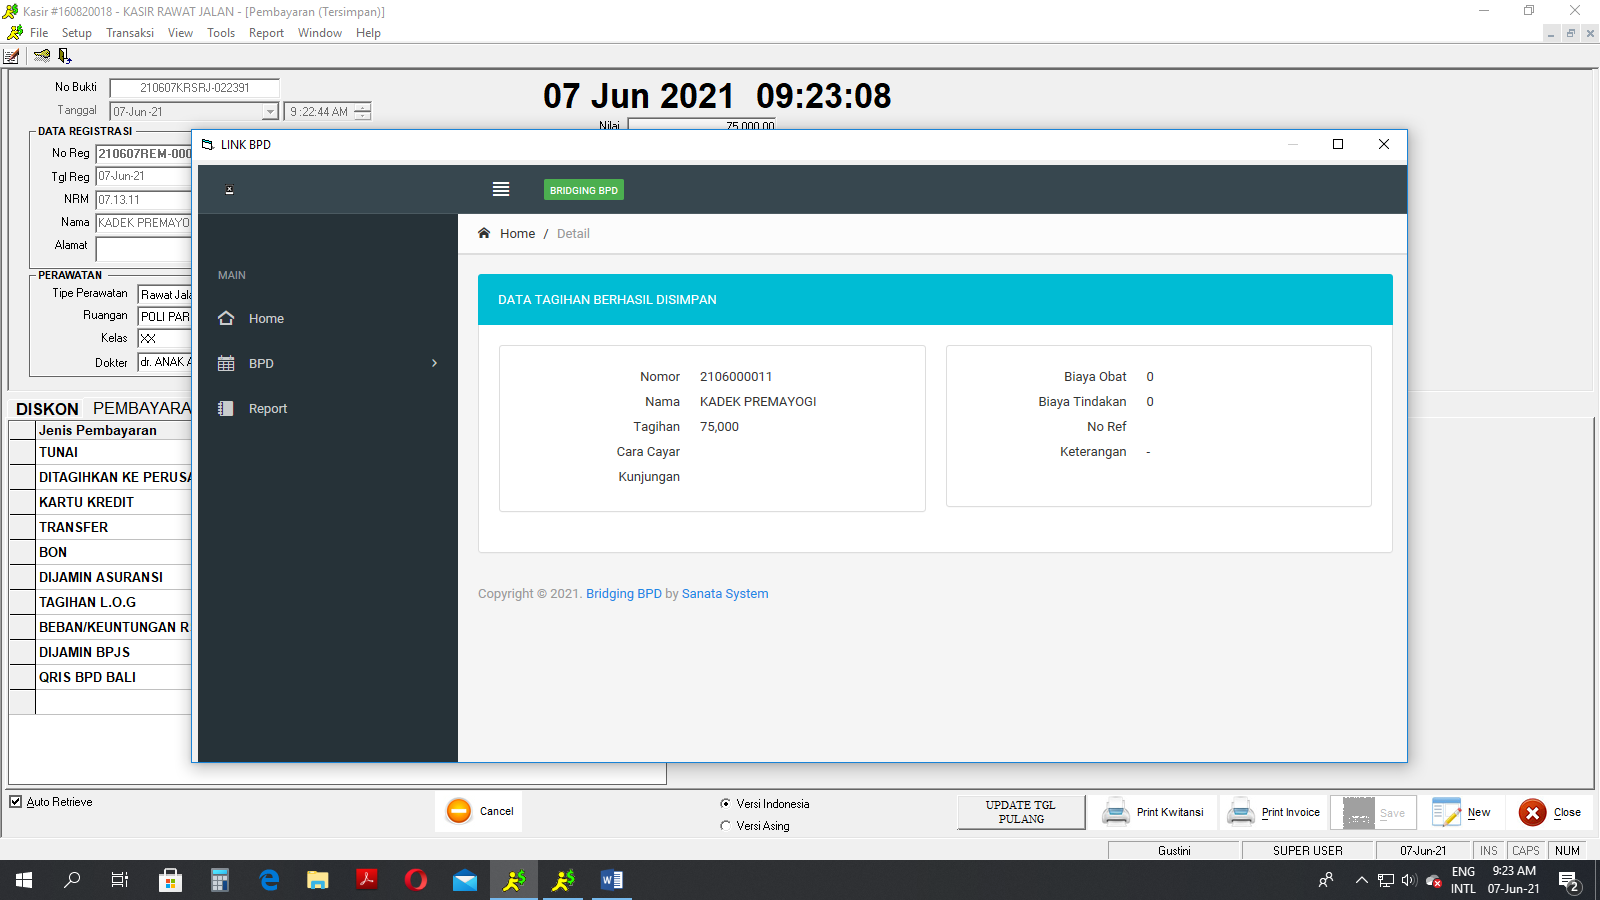 Kasir #160820018 - KASIR RAWAT JALAN - [Pembayaran (Tersimpan)]
File Setup Transaksi View Tools Report Window Help
No Bukti 210607KRSRJ-022391
Tanggal 07-Jun-21 9:22:44 AM
07 Jun 2021 09:23:08
Nilai 75.000,00
DATA REGISTRASI
No Reg 210607REM-000
Tgl Reg 07-Jun-21
NRM 07.13.11
Nama KADEK PREMAYO
Alamat
PERAWATAN
Tipe Perawatan Rawat Jala
Ruangan POLI PAR
Kelas XX
Dokter dr. ANAK A
DISKON PEMBAYARA
Jenis Pembayaran
TUNAI
DITAGIHKAN KE PERUSA
KARTU KREDIT
TRANSFER
BON
DIJAMIN ASURANSI
TAGIHAN L.O.G
BEBAN/KEUNTUNGAN R
DIJAMIN BPJS
QRIS BPD BALI
LINK BPD
BRIDGING BPD
Home / Detail
MAIN
Home
BPD
Report
DATA TAGIHAN BERHASIL DISIMPAN
Nomor 2106000011
Nama KADEK PREMAYOGI
Tagihan 75,000
Cara Cayar
Kunjungan
Biaya Obat 0
Biaya Tindakan 0
No Ref
Keterangan -
Copyright © 2021. Bridging BPD by Sanata System
Auto Retrieve
Cancel
Versi Indonesia
Versi Asing
UPDATE TGL
PULANG
Print Kwitansi
Print Invoice
Save
New
Close
Gustini SUPER USER 07-Jun-21 INS CAPS NUM
ENG
INTL
9:23 AM
07-Jun-21
2